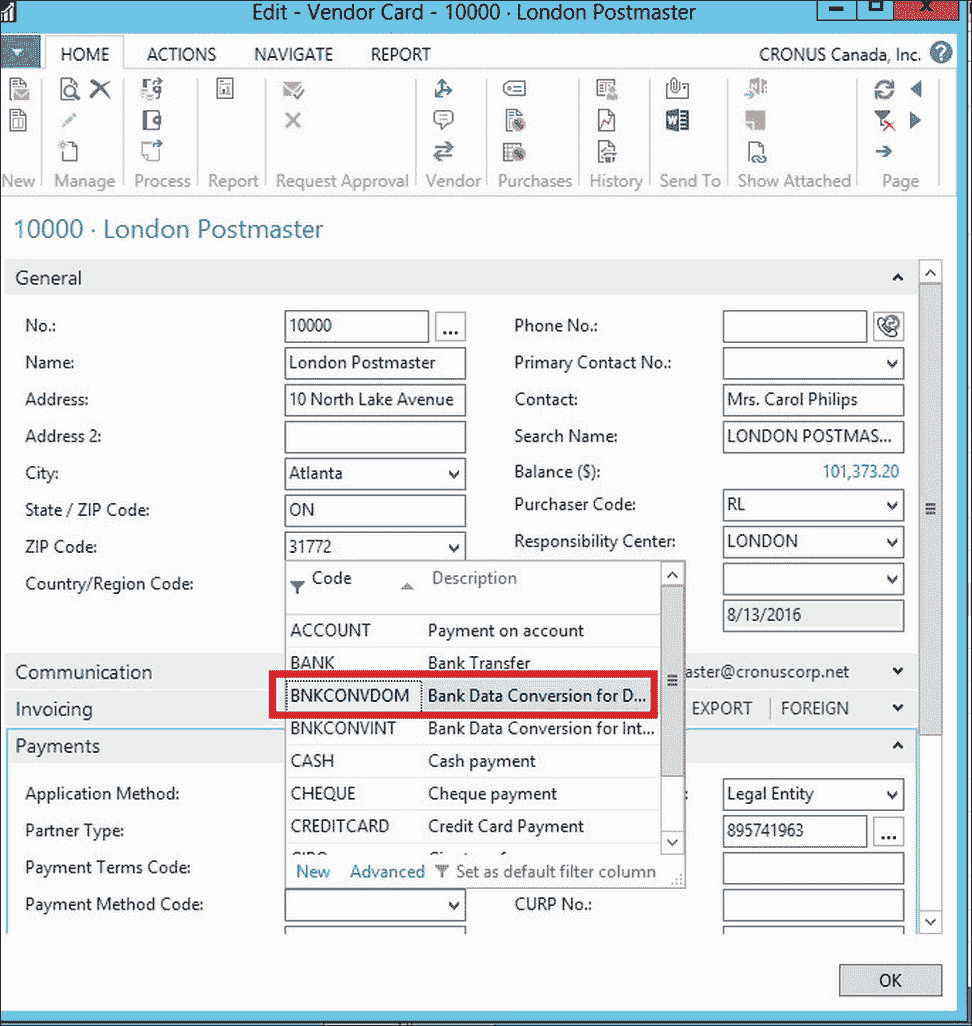 Edit - Vendor Card - 10000 · London Postmaster
HOME ACTIONS NAVIGATE REPORT CRONUS Canada, Inc.
New Manage Process Report Request Approval Vendor Purchases History Send To Show Attached Page
10000 · London Postmaster
General
No.: 10000 ... Phone No.:
Name: London Postmaster Primary Contact No.:
Address: 10 North Lake Avenue Contact: Mrs. Carol Philips
Address 2: Search Name: LONDON POSTMAS...
City: Atlanta Balance ($): 101,373.20
State / ZIP Code: ON Purchaser Code: RL
ZIP Code: 31772 Responsibility Center: LONDON
Country/Region Code:
Code Description
8/13/2016
ACCOUNT Payment on account
BANK Bank Transfer
Communication aster@cronuscorp.net
BNKCONVDOM Bank Data Conversion for D...
Invoicing EXPORT FOREIGN
BNKCONVINT Bank Data Conversion for Int...
Payments
CASH Cash payment
Application Method: CHEQUE Cheque payment : Legal Entity
Partner Type: CREDITCARD Credit Card Payment 895741963 ...
Payment Terms Code: New Advanced Set as default filter column
Payment Method Code: CURP No.:
OK